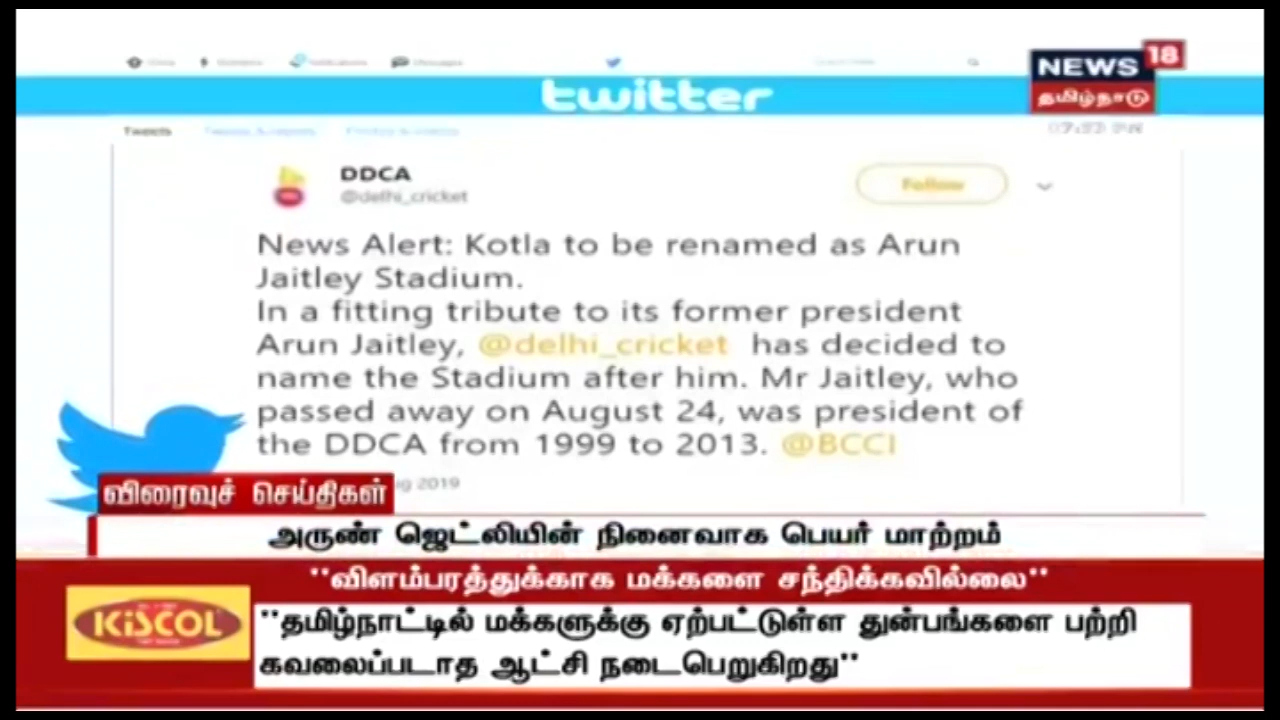 NEWS 18
தமிழ்நாடு
twitter
Tweets
DDCA
@delhi_cricket
Follow
News Alert: Kotla to be renamed as Arun
Jaitley Stadium.
In a fitting tribute to its former president
Arun Jaitley, @delhi_cricket has decided to
name the Stadium after him. Mr Jaitley, who
passed away on August 24, was president of
the DDCA from 1999 to 2013. @BCCI
2019
விரைவுச் செய்திகள்
அருண் ஜெட்லியின் நினைவாக பெயர் மாற்றம்
"விளம்பரத்துக்காக மக்களை சந்திக்கவில்லை"
KiSCOL
"தமிழ்நாட்டில் மக்களுக்கு ஏற்பட்டுள்ள துன்பங்களை பற்றி
கவலைப்படாத ஆட்சி நடைபெறுகிறது"